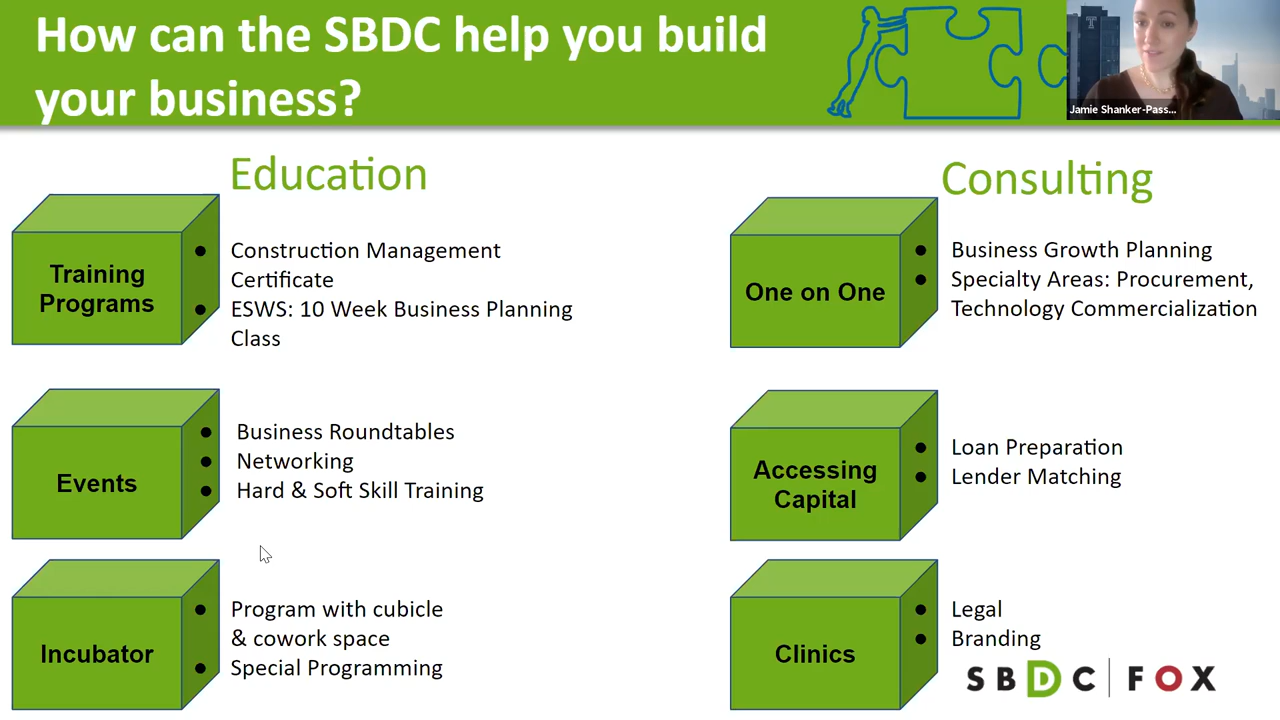 How can the SBDC help you build
your business?
Jamie Shanker-Pass...
Education
Training
Programs
Construction Management
Certificate
ESWS: 10 Week Business Planning
Class
Events
Business Roundtables
Networking
Hard & Soft Skill Training
Incubator
Program with cubicle
& cowork space
Special Programming
Consulting
One on One
Business Growth Planning
Specialty Areas: Procurement,
Technology Commercialization
Accessing
Capital
Loan Preparation
Lender Matching
Clinics
Legal
Branding
SBDC FOX